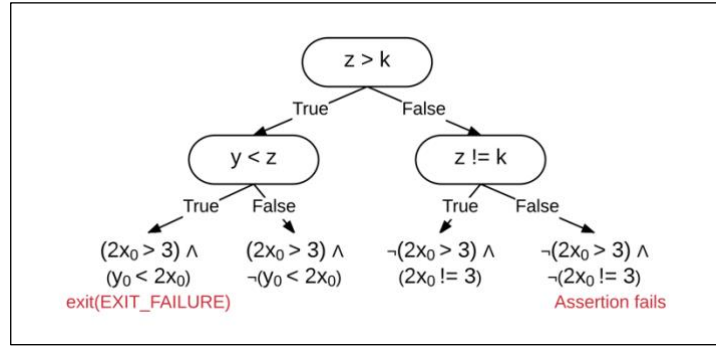 z > k
True
False
y < z
z != k
True
False
True
False
(2x₀ > 3) ∧
(y₀ < 2x₀)
exit(EXIT_FAILURE)
(2x₀ > 3) ∧
¬(y₀ < 2x₀)
¬(2x₀ > 3) ∧
(2x₀ != 3)
¬(2x₀ > 3) ∧
¬(2x₀ != 3)
Assertion fails